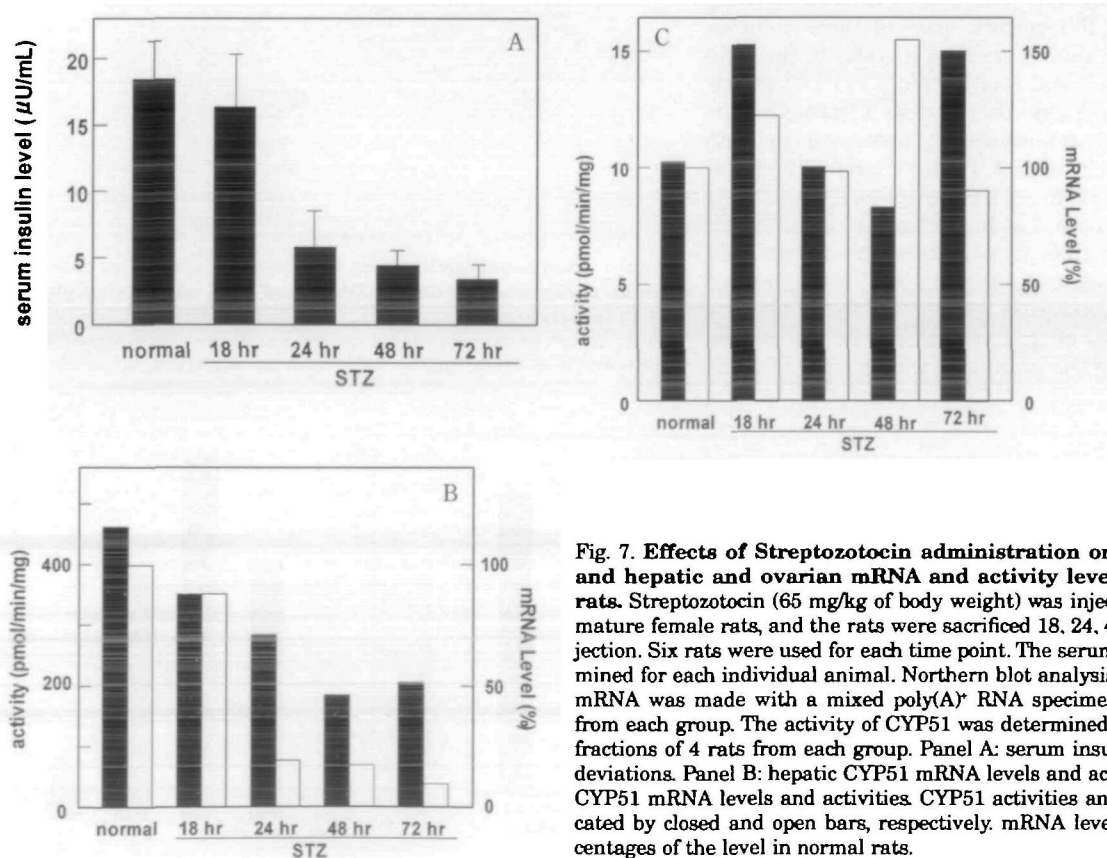 A
serum insulin level (μU/mL)
20
15
10
5
0
normal 18 hr 24 hr 48 hr 72 hr
STZ
C
activity (pmol/min/mg)
15
10
5
0
mRNA Level (%)
150
100
50
0
normal 18 hr 24 hr 48 hr 72 hr
STZ
B
activity (pmol/min/mg)
400
200
0
mRNA Level (%)
100
50
0
normal 18 hr 24 hr 48 hr 72 hr
STZ
Fig. 7. Effects of Streptozotocin administration on
and hepatic and ovarian mRNA and activity leve
rats. Streptozotocin (65 mg/kg of body weight) was injec
mature female rats, and the rats were sacrificed 18, 24, 4
jection. Six rats were used for each time point. The serum
mined for each individual animal. Northern blot analysis
mRNA was made with a mixed poly(A)⁺ RNA specime
from each group. The activity of CYP51 was determined
fractions of 4 rats from each group. Panel A: serum insu
deviations. Panel B: hepatic CYP51 mRNA levels and ac
CYP51 mRNA levels and activities. CYP51 activities an
cated by closed and open bars, respectively. mRNA leve
centages of the level in normal rats.